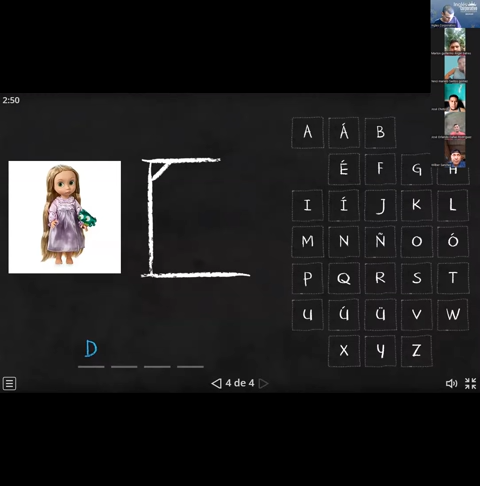 2:50
A Á B
É F G H
I Í J K L
M N Ñ O Ó
P Q R S T
U Ú Ü V W
X Y Z
D
4 de 4